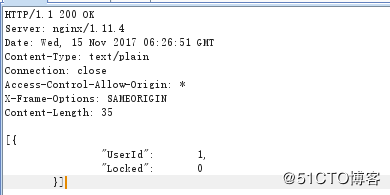 HTTP/1.1 200 OK
Server: nginx/1.11.4
Date: Wed, 15 Nov 2017 06:26:51 GMT
Content-Type: text/plain
Connection: close
Access-Control-Allow-Origin: *
X-Frame-Options: SAMEORIGIN
Content-Length: 35
[{
"UserId": 1,
"Locked": 0
}]
@51CTO博客